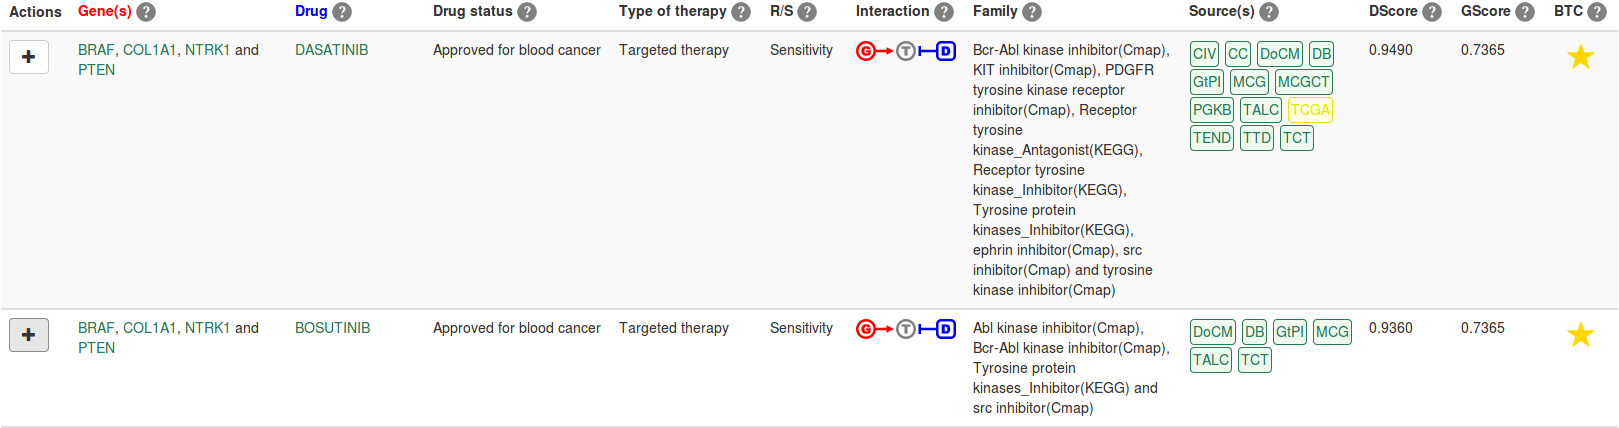 Actions Gene(s) ? Drug ? Drug status ? Type of therapy ? R/S ? Interaction ? Family ? Source(s) ? DScore ? GScore ? BTC ?
+ BRAF, COL1A1, NTRK1 and DASATINIB Approved for blood cancer Targeted therapy Sensitivity G T D Bcr-Abl kinase inhibitor(Cmap), CIV CC DoCM DB 0.9490 0.7365
PTEN KIT inhibitor(Cmap), PDGFR GtPI MCG MCGCT
tyrosine kinase receptor
inhibitor(Cmap), Receptor PGKB TALC TCGA
tyrosine TEND TTD TCT
kinase_Antagonist(KEGG),
Receptor tyrosine
kinase_Inhibitor(KEGG),
Tyrosine protein
kinases_Inhibitor(KEGG),
ephrin inhibitor(Cmap), src
inhibitor(Cmap) and tyrosine
kinase inhibitor(Cmap)
+ BRAF, COL1A1, NTRK1 and BOSUTINIB Approved for blood cancer Targeted therapy Sensitivity G T D Abl kinase inhibitor(Cmap), DoCM DB GtPI MCG 0.9360 0.7365
PTEN Bcr-Abl kinase inhibitor(Cmap), TALC TCT
Tyrosine protein
kinases_Inhibitor(KEGG) and
src inhibitor(Cmap)